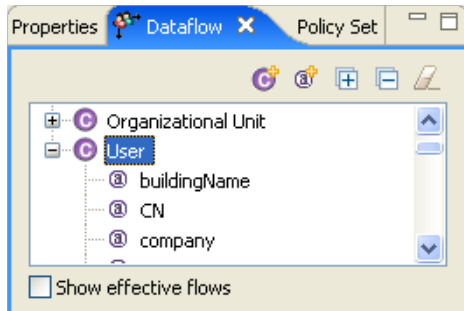 Properties Dataflow Policy Set
Organizational Unit
User
buildingName
CN
company
Show effective flows